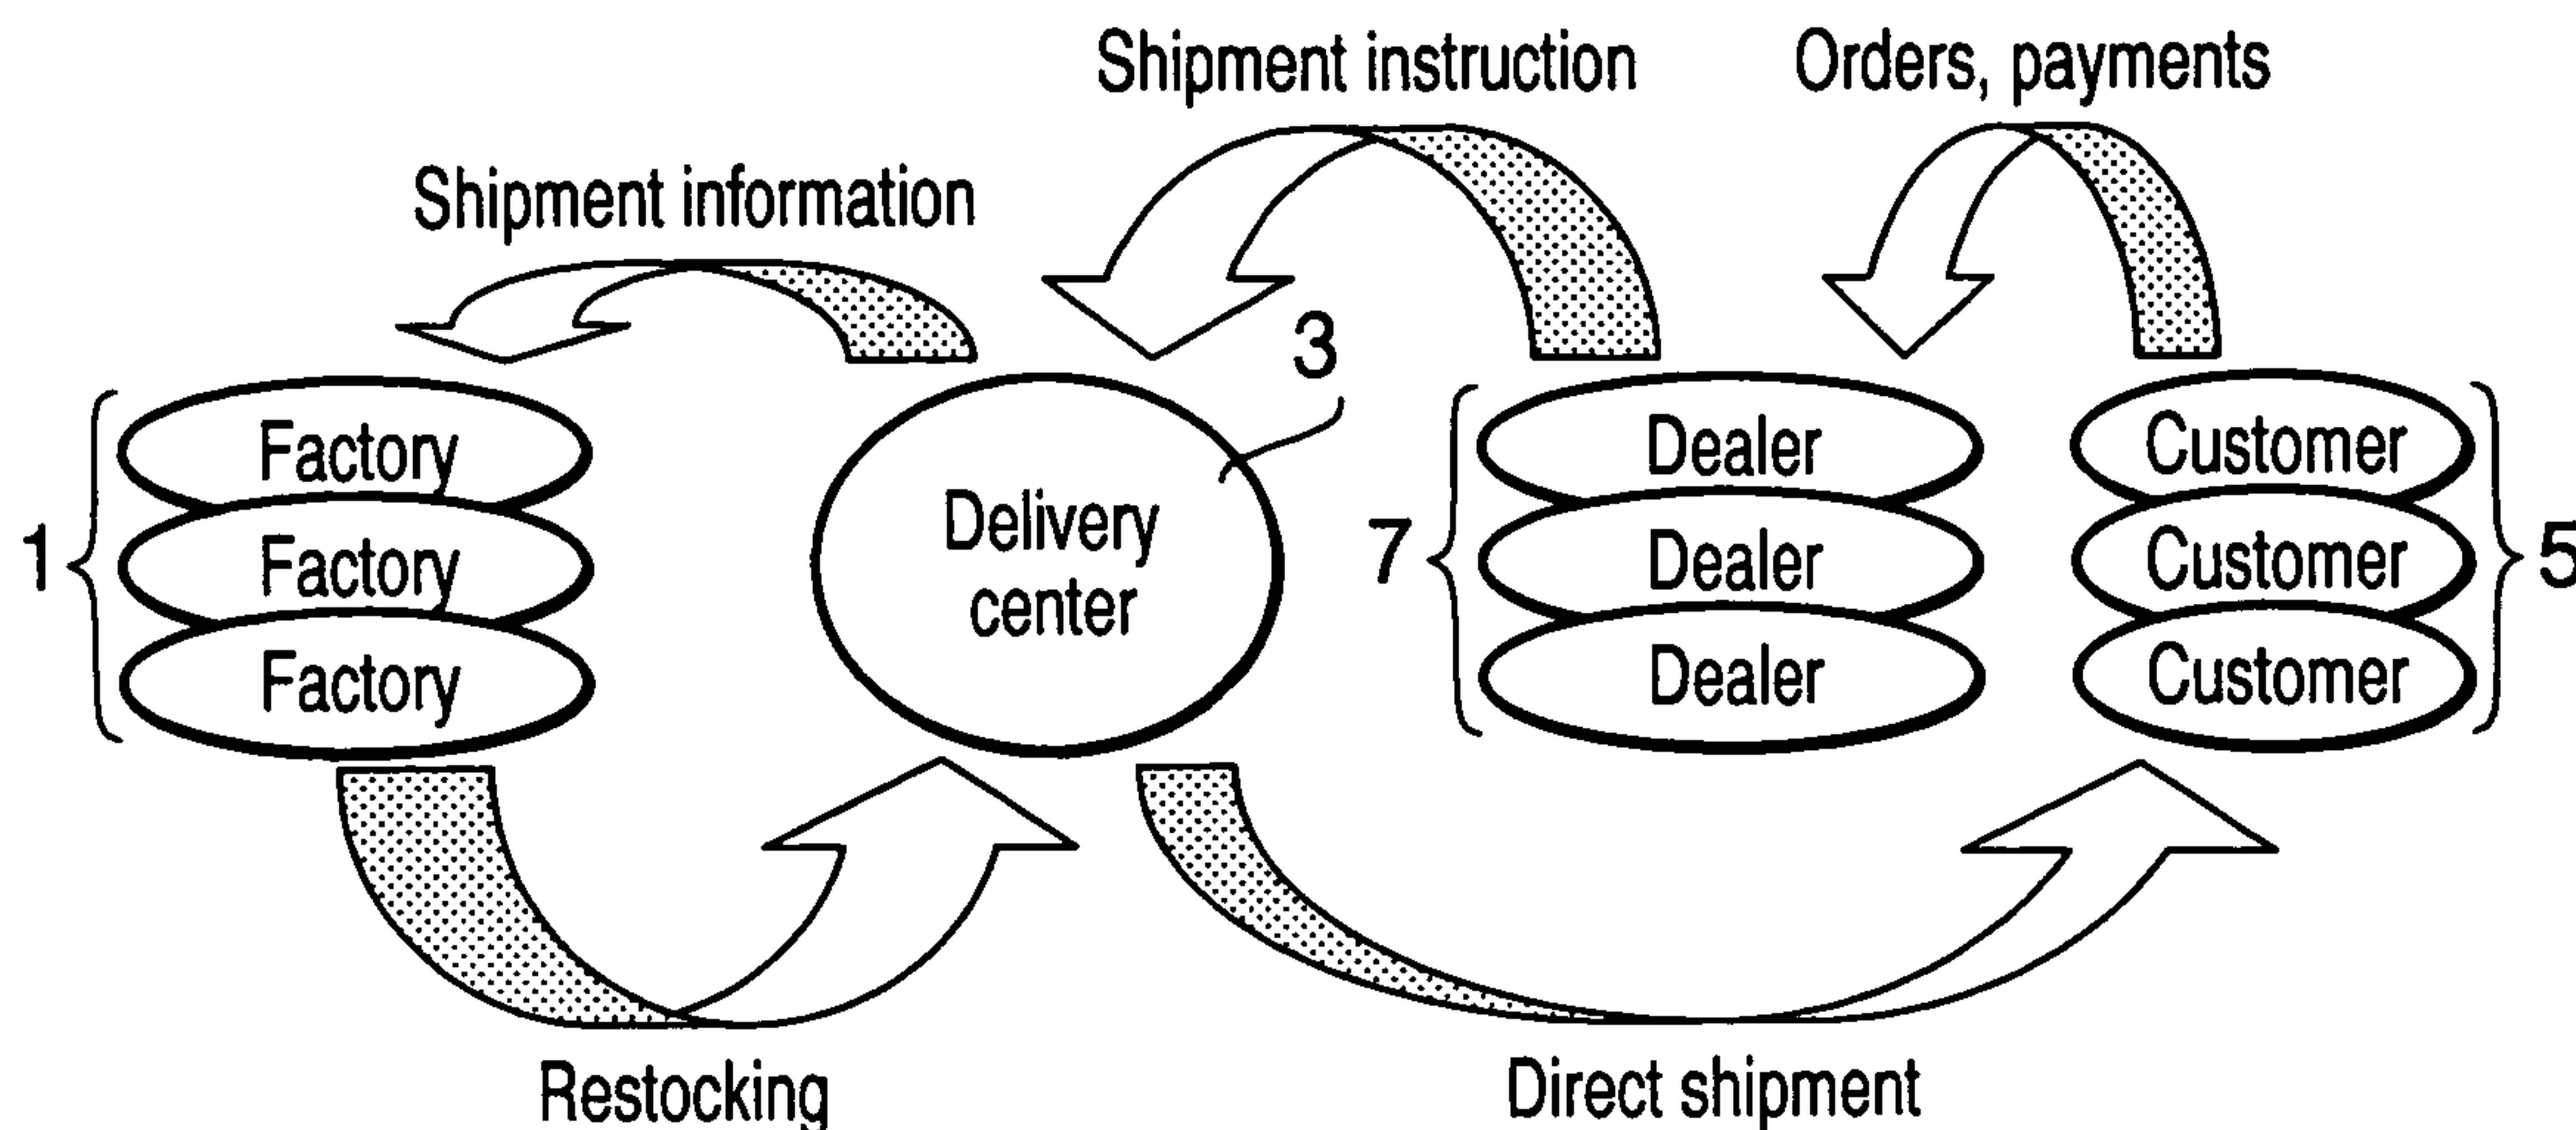 Shipment instruction
Orders, payments
Shipment information
3
Factory
Factory
Factory
1
Delivery
center
7
Dealer
Dealer
Dealer
Customer
Customer
Customer
5
Restocking
Direct shipment